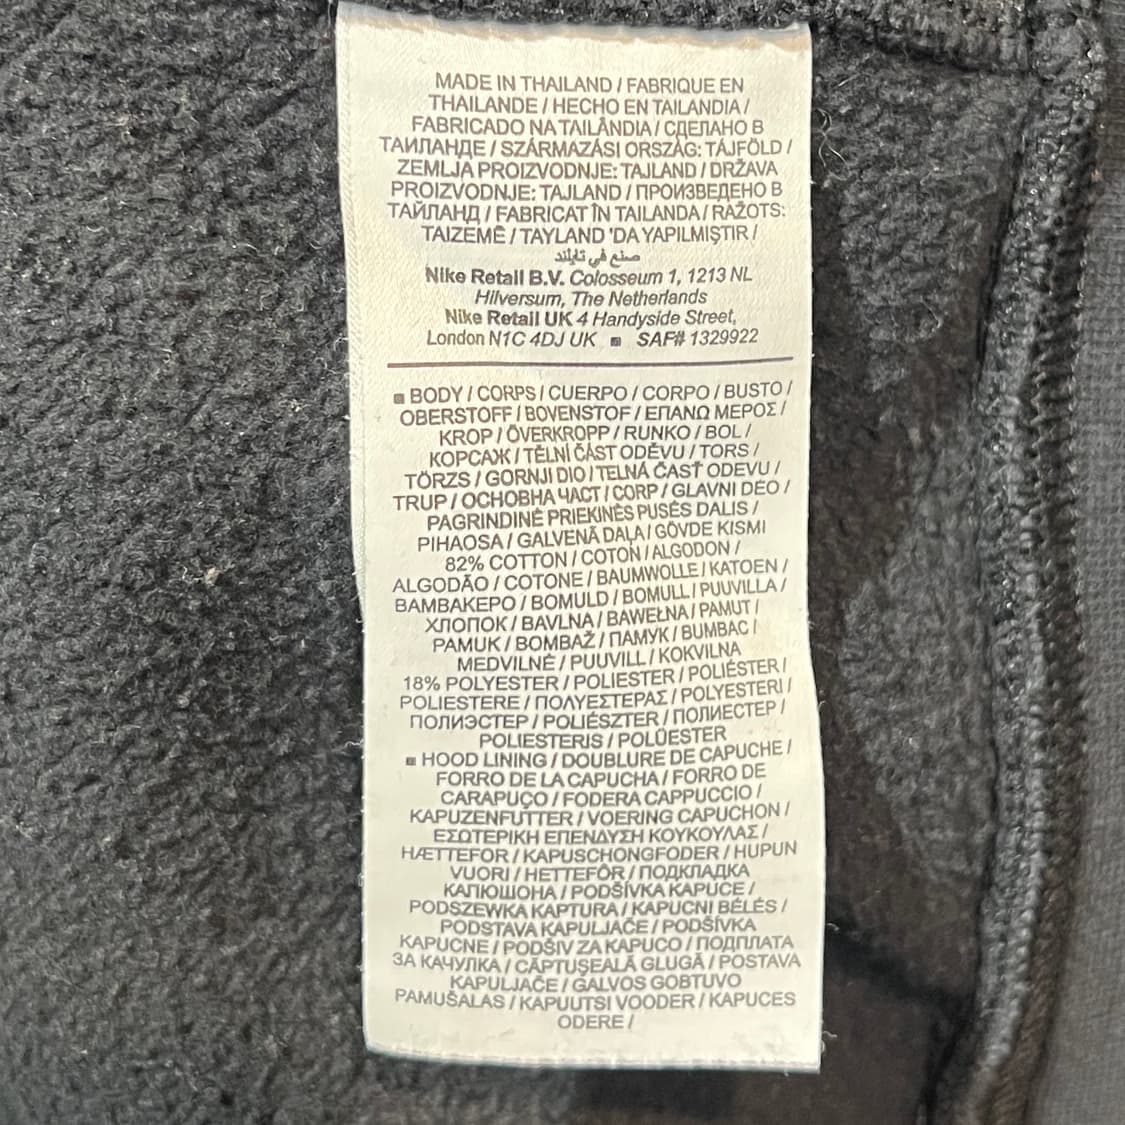 MADE IN THAILAND / FABRIQUE EN
THAILANDE / HECHO EN TAILANDIA /
FABRICADO NA TAILÂNDIA / СДЕЛАНО В
ТАИЛАНДЕ / SZÁRMAZÁSI ORSZÁG: TÁJFÖLD /
ZEMLJA PROIZVODNJE: TAJLAND / DRŽAVA
PROIZVODNJE: TAJLAND / ПРОИЗВЕДЕНО В
ТАЙЛАНД / FABRICAT ÎN TAILANDA / RAŽOTS:
TAIZEMĒ / TAYLAND 'DA YAPILMIŞTIR /
صنع في تايلند
Nike Retail B.V. Colosseum 1, 1213 NL
Hilversum, The Netherlands
Nike Retail UK 4 Handyside Street,
London N1C 4DJ UK ■ SAF# 1329922
■ BODY / CORPS / CUERPO / CORPO / BUSTO /
OBERSTOFF / BOVENSTOF / ΕΠΑΝΩ ΜΕΡΟΣ /
KROP / ÖVERKROPP / RUNKO / BOL /
КОРСАЖ / TĚLNÍ ČÁST ODĚVU / TORS /
TÖRZS / GORNJI DIO / TELNÁ ČASŤ ODEVU /
TRUP / ОСНОВНА ЧАСТ / CORP / GLAVNI DEO /
PAGRINDINĖ PRIEKINĖS PUSĖS DALIS /
PIHAOSA / GALVENĀ DAĻA / GÖVDE KISMI
82% COTTON / COTON / ALGODON /
ALGODÃO / COTONE / BAUMWOLLE / KATOEN /
ΒΑΜΒΑΚΕΡΟ / BOMULD / BOMULL / PUUVILLA /
ХЛОПОК / BAVLNA / BAWEŁNA / PAMUT /
PAMUK / BOMBAŽ / ПАМУК / BUMBAC /
MEDVILNĖ / PUUVILL / KOKVILNA
18% POLYESTER / POLIESTER / POLIÉSTER /
POLIESTERE / ΠΟΛΥΕΣΤΕΡΑΣ / POLYESTERI /
ПОЛИЭСТЕР / POLIÉSZTER / ПОЛИЕСТЕР /
POLIESTERIS / POLÜESTER
■ HOOD LINING / DOUBLURE DE CAPUCHE /
FORRO DE LA CAPUCHA / FORRO DE
CARAPUÇO / FODERA CAPPUCCIO /
KAPUZENFUTTER / VOERING CAPUCHON /
ΕΣΩΤΕΡΙΚΗ ΕΠΕΝΔΥΣΗ ΚΟΥΚΟΥΛΑΣ /
HÆTTEFOR / KAPUSCHONGFODER / HUPUN
VUORI / HETTEFÔR / ПОДКЛАДКА
КАПЮШОНА / PODŠÍVKA KAPUCE /
PODSZEWKA KAPTURA / KAPUCNI BÉLÉS /
PODSTAVA KAPULJAČE / PODŠÍVKA
KAPUCNE / PODŠIV ZA KAPUCO / ПОДПЛАТА
ЗА КАЧУЛКА / CĂPTUŞEALĂ GLUGĂ / POSTAVA
KAPULJAČE / GALVOS GOBTUVO
PAMUŠALAS / KAPUUTSI VOODER / KAPUCES
ODERE /